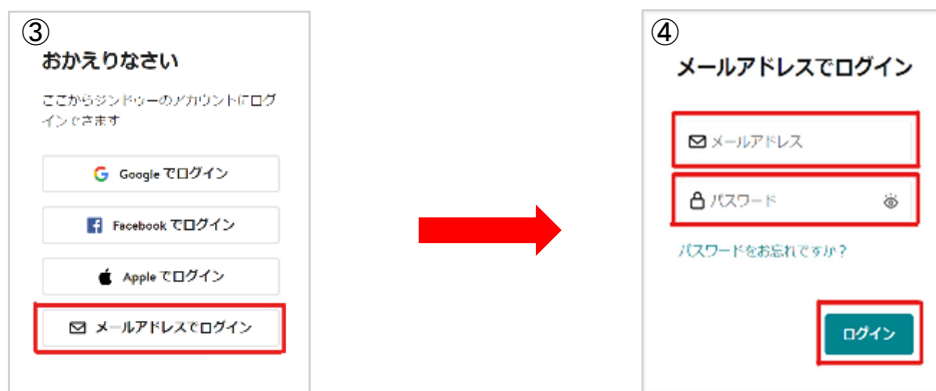 ③
おかえりなさい
ここからジンドゥーのアカウントにログ
インできます
Google でログイン
Facebook でログイン
Apple でログイン
メールアドレスでログイン
④
メールアドレスでログイン
メールアドレス
パスワード
パスワードをお忘れですか？
ログイン